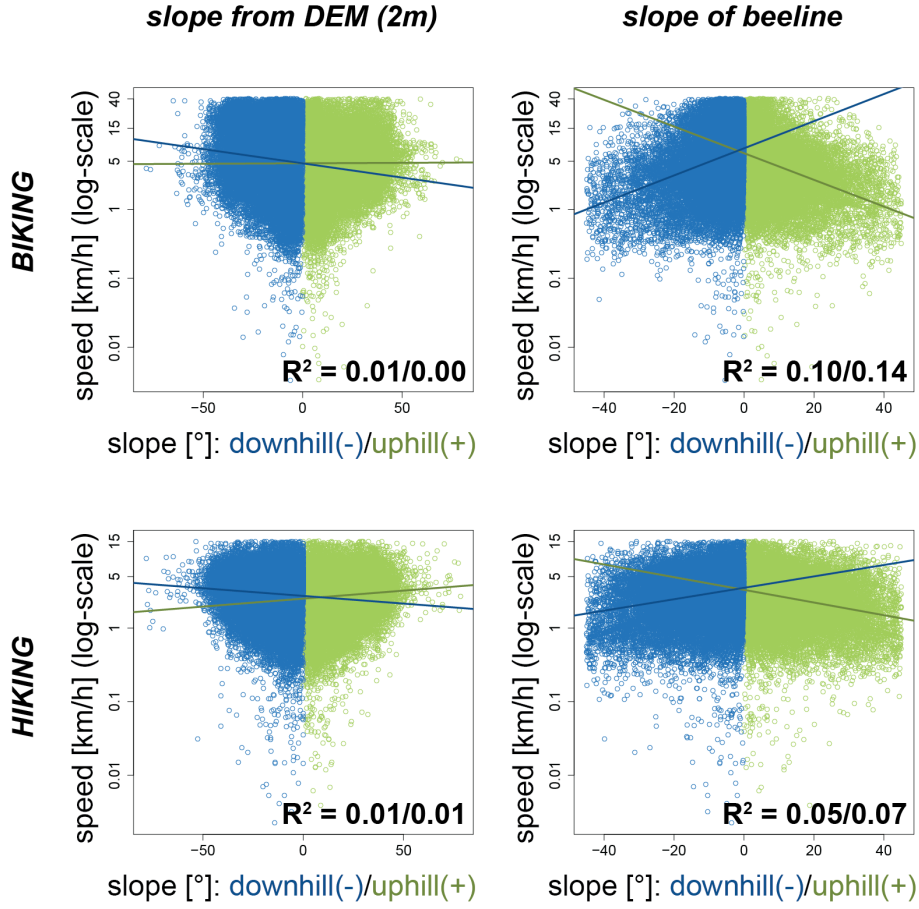 slope from DEM (2m)
slope of beeline
BIKING
speed [km/h] (log-scale)
40
15
5
1
0.1
0.01
R² = 0.01/0.00
−50
0
50
slope [°]: downhill(-)/uphill(+)
speed [km/h] (log-scale)
40
15
5
1
0.1
0.01
R² = 0.10/0.14
−40
−20
0
20
40
slope [°]: downhill(-)/uphill(+)
HIKING
speed [km/h] (log-scale)
15
5
1
0.1
0.01
R² = 0.01/0.01
−50
0
50
slope [°]: downhill(-)/uphill(+)
speed [km/h] (log-scale)
15
5
1
0.1
0.01
R² = 0.05/0.07
−40
−20
0
20
40
slope [°]: downhill(-)/uphill(+)